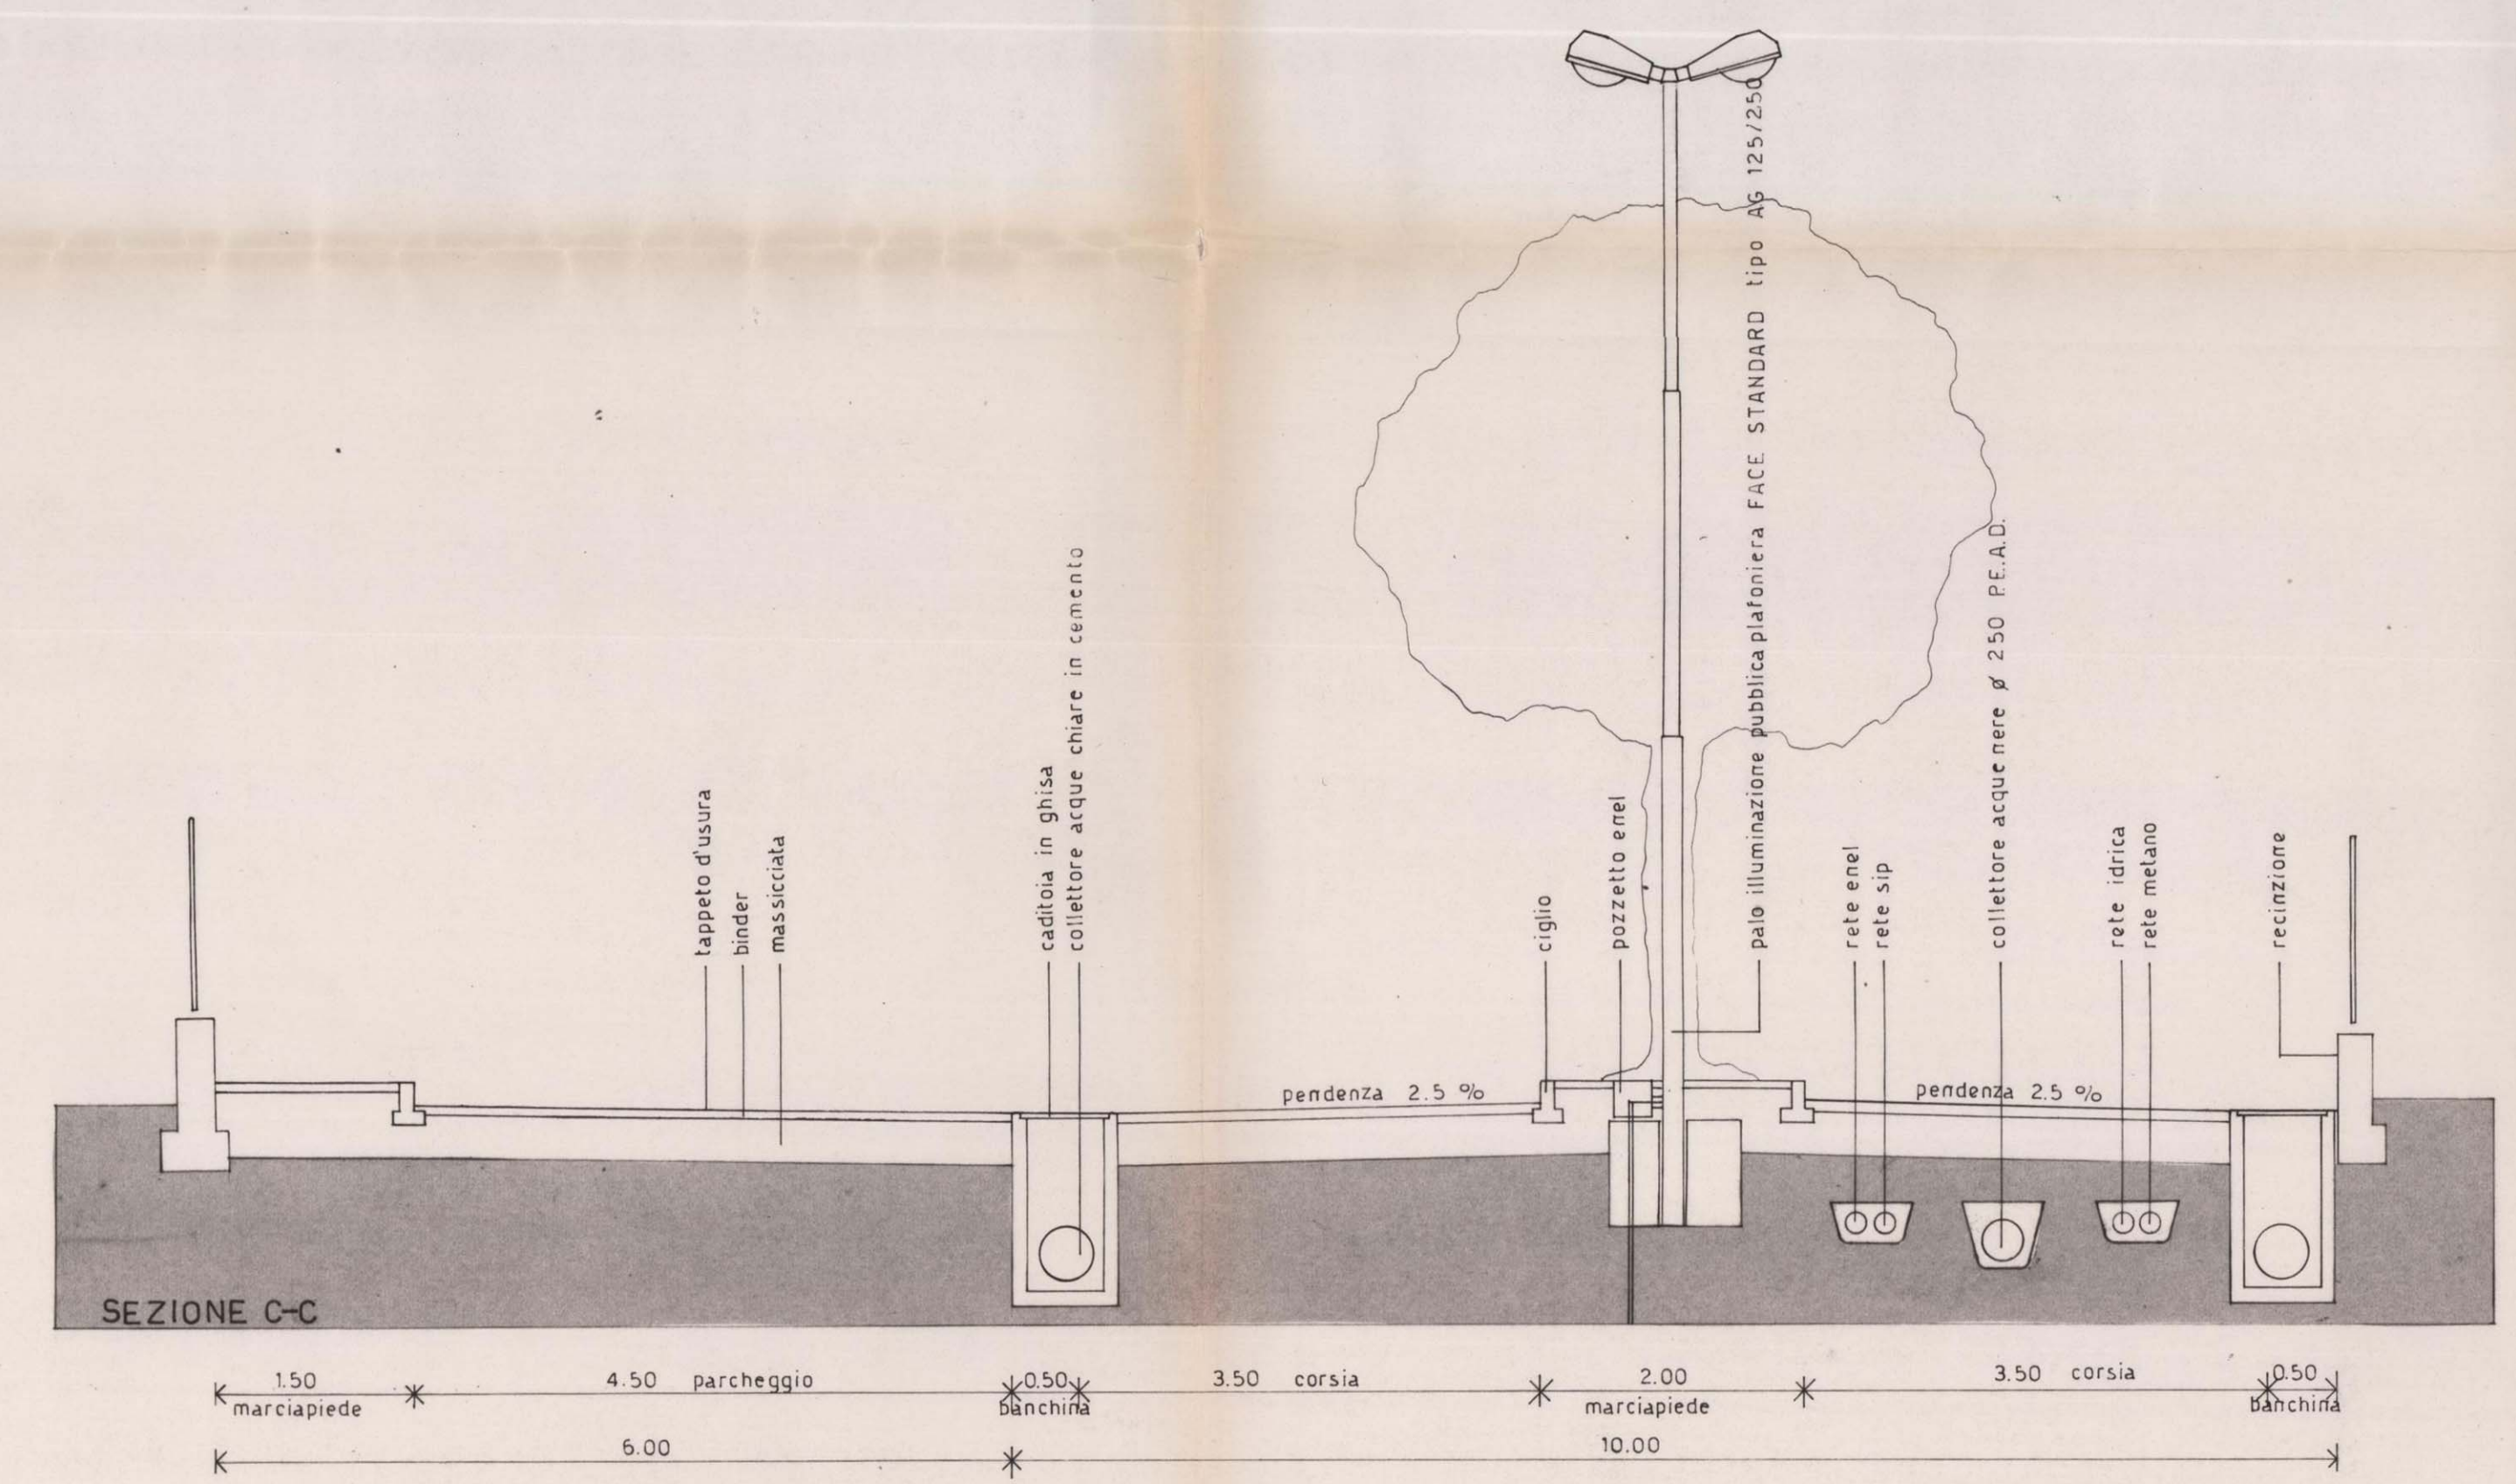 tappeto d'usura
binder
massicciata
caditoia in ghisa
collettore acque chiare in cemento
ciglio
pozzetto enel
palo illuminazione pubblica plafoniera FACE STANDARD tipo AG 125/250
rete enel
rete sip
collettore acque nere ø 250 P.E.A.D.
rete idrica
rete metano
recinzione
pendenza 2.5 %
pendenza 2.5 %
SEZIONE C-C
1.50
marciapiede
4.50 parcheggio
0.50
banchina
3.50 corsia
2.00
marciapiede
3.50 corsia
0.50
banchina
6.00
10.00